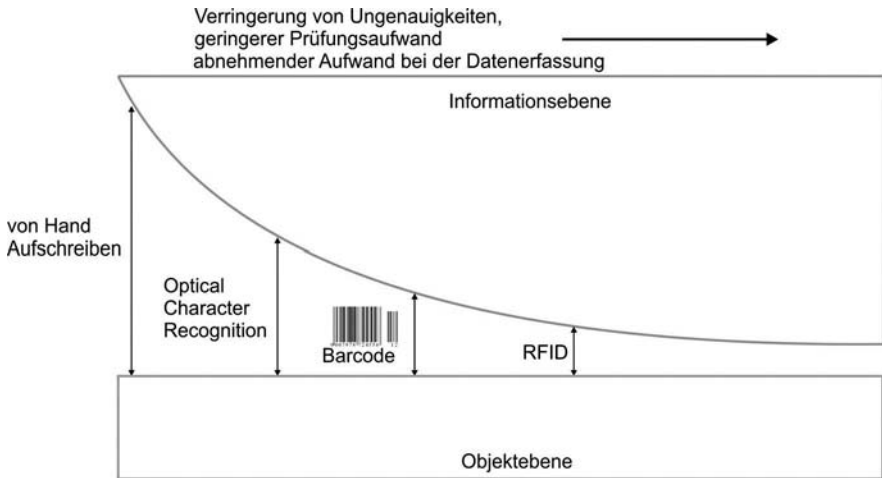 Verringerung von Ungenauigkeiten,
geringerer Prüfungsaufwand
abnehmender Aufwand bei der Datenerfassung
Informationsebene
von Hand
Aufschreiben
Optical
Character
Recognition
Barcode
RFID
Objektebene